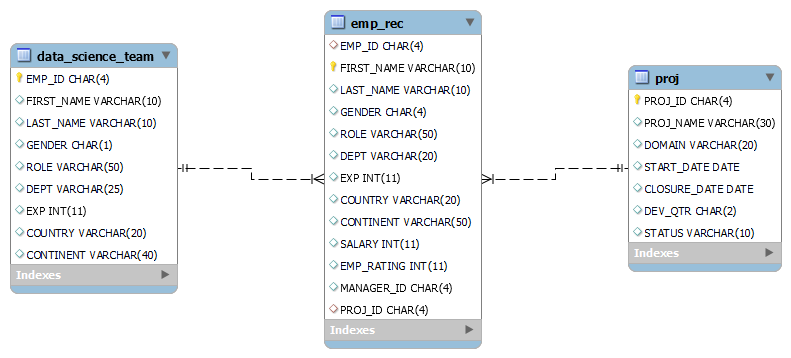 data_science_team
EMP_ID CHAR(4)
FIRST_NAME VARCHAR(10)
LAST_NAME VARCHAR(10)
GENDER CHAR(1)
ROLE VARCHAR(50)
DEPT VARCHAR(25)
EXP INT(11)
COUNTRY VARCHAR(20)
CONTINENT VARCHAR(40)
Indexes
emp_rec
EMP_ID CHAR(4)
FIRST_NAME VARCHAR(10)
LAST_NAME VARCHAR(10)
GENDER CHAR(4)
ROLE VARCHAR(50)
DEPT VARCHAR(20)
EXP INT(11)
COUNTRY VARCHAR(20)
CONTINENT VARCHAR(50)
SALARY INT(11)
EMP_RATING INT(11)
MANAGER_ID CHAR(4)
PROJ_ID CHAR(4)
Indexes
proj
PROJ_ID CHAR(4)
PROJ_NAME VARCHAR(30)
DOMAIN VARCHAR(20)
START_DATE DATE
CLOSURE_DATE DATE
DEV_QTR CHAR(2)
STATUS VARCHAR(10)
Indexes